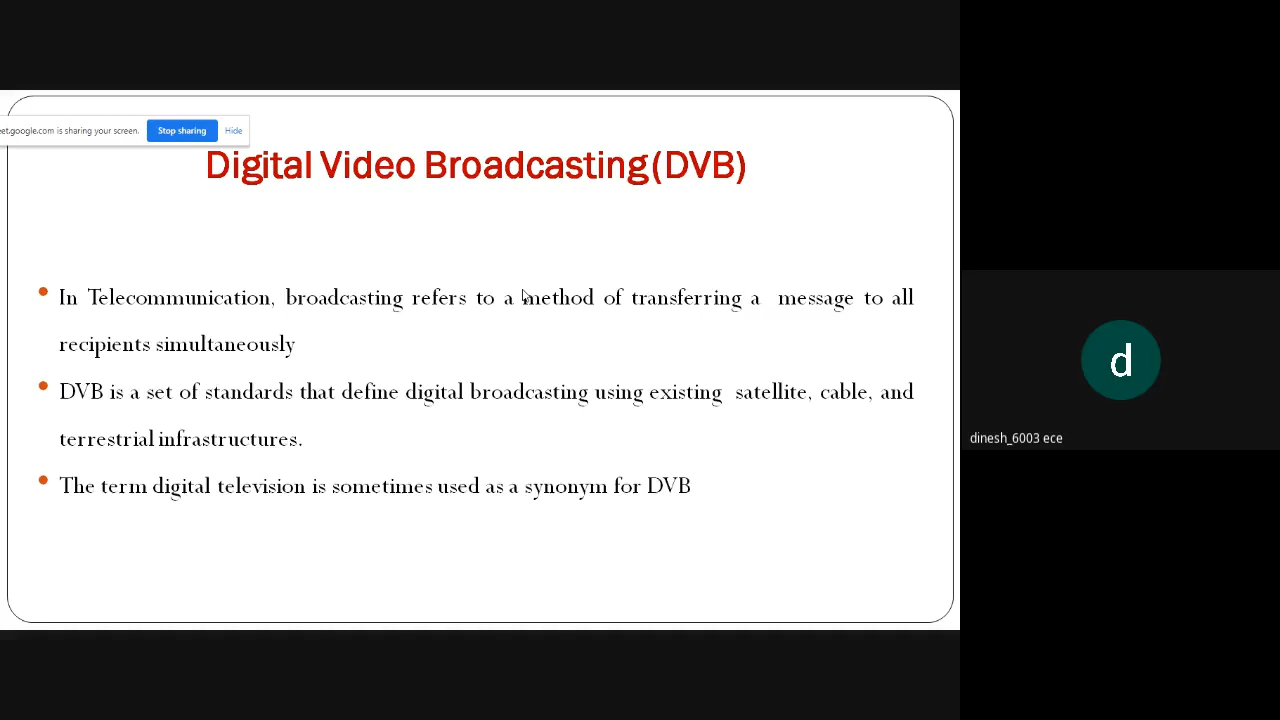 eet.google.com is sharing your screen. Stop sharing Hide
Digital Video Broadcasting(DVB)
In Telecommunication, broadcasting refers to a method of transferring a message to all
recipients simultaneously
DVB is a set of standards that define digital broadcasting using existing satellite, cable, and
terrestrial infrastructures.
The term digital television is sometimes used as a synonym for DVB
d
dinesh_6003 ece